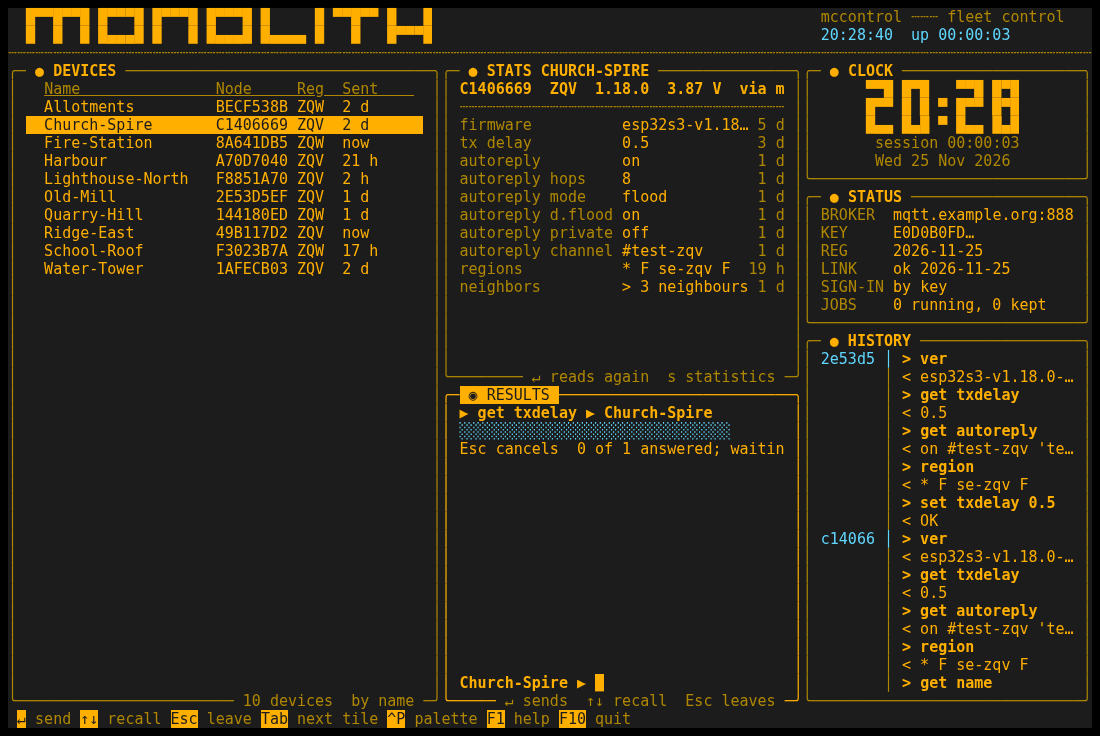 MCCONTROL mccontrol fleet control
20:28:40 up 00:00:03
● DEVICES
Name Node Reg Sent
Allotments BECF538B ZQW 2 d
Church-Spire C1406669 ZQW 2 d
Fire-Station 8A641DB5 ZQV now
Harbour A70D7040 ZQV 21 h
Lighthouse-North F8851A70 ZQV 2 h
Old-Mill 2E53D5EF ZQV 1 d
Quarry-Hill 144180ED ZQW 1 d
Ridge-East 49B117D2 ZQV now
School-Roof F3023B7A ZQW 17 h
Water-Tower 1AFECB03 ZQV 2 d
10 devices by name
● STATS CHURCH-SPIRE
C1406669 ZQV 1.18.0 3.87 V via m
firmware esp32s3-v1.18… 5 d
tx delay 0.5 3 d
autoreply on 1 d
autoreply hops 8 1 d
autoreply mode flood 1 d
autoreply d.flood on 1 d
autoreply private off 1 d
autoreply channel #test-zqv 1 d
regions * F se-zqv F 19 h
neighbors > 3 neighbours 1 d
↵ reads again s statistics
◉ RESULTS
▶ get txdelay ▶ Church-Spire
Esc cancels 0 of 1 answered; waitin
Church-Spire ▶
↵ sends ↑↓ recall Esc leaves
● CLOCK
20:28
session 00:00:03
Wed 25 Nov 2026
● STATUS
BROKER mqtt.example.org:888
KEY E0D0B0FD…
REG 2026-11-25
LINK ok 2026-11-25
SIGN-IN by key
JOBS 0 running, 0 kept
● HISTORY
2e53d5 │ > ver
< esp32s3-v1.18.0-…
> get txdelay
< 0.5
> get autoreply
< on #test-zqv 'te…
> region
< * F se-zqv F
> set txdelay 0.5
< OK
c14066 │ > ver
< esp32s3-v1.18.0-…
> get txdelay
< 0.5
> get autoreply
< on #test-zqv 'te…
> region
< * F se-zqv F
> get name
↵ send ↑↓ recall Esc leave Tab next tile ^P palette F1 help F10 quit